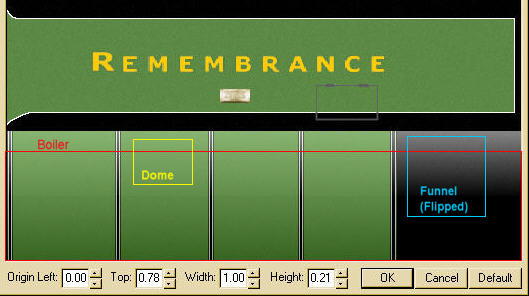 REMEMBRANCE
Boiler
Dome
Funnel
(Flipped)
Origin Left: 0.00 Top: 0.78 Width: 1.00 Height: 0.21 OK Cancel Default